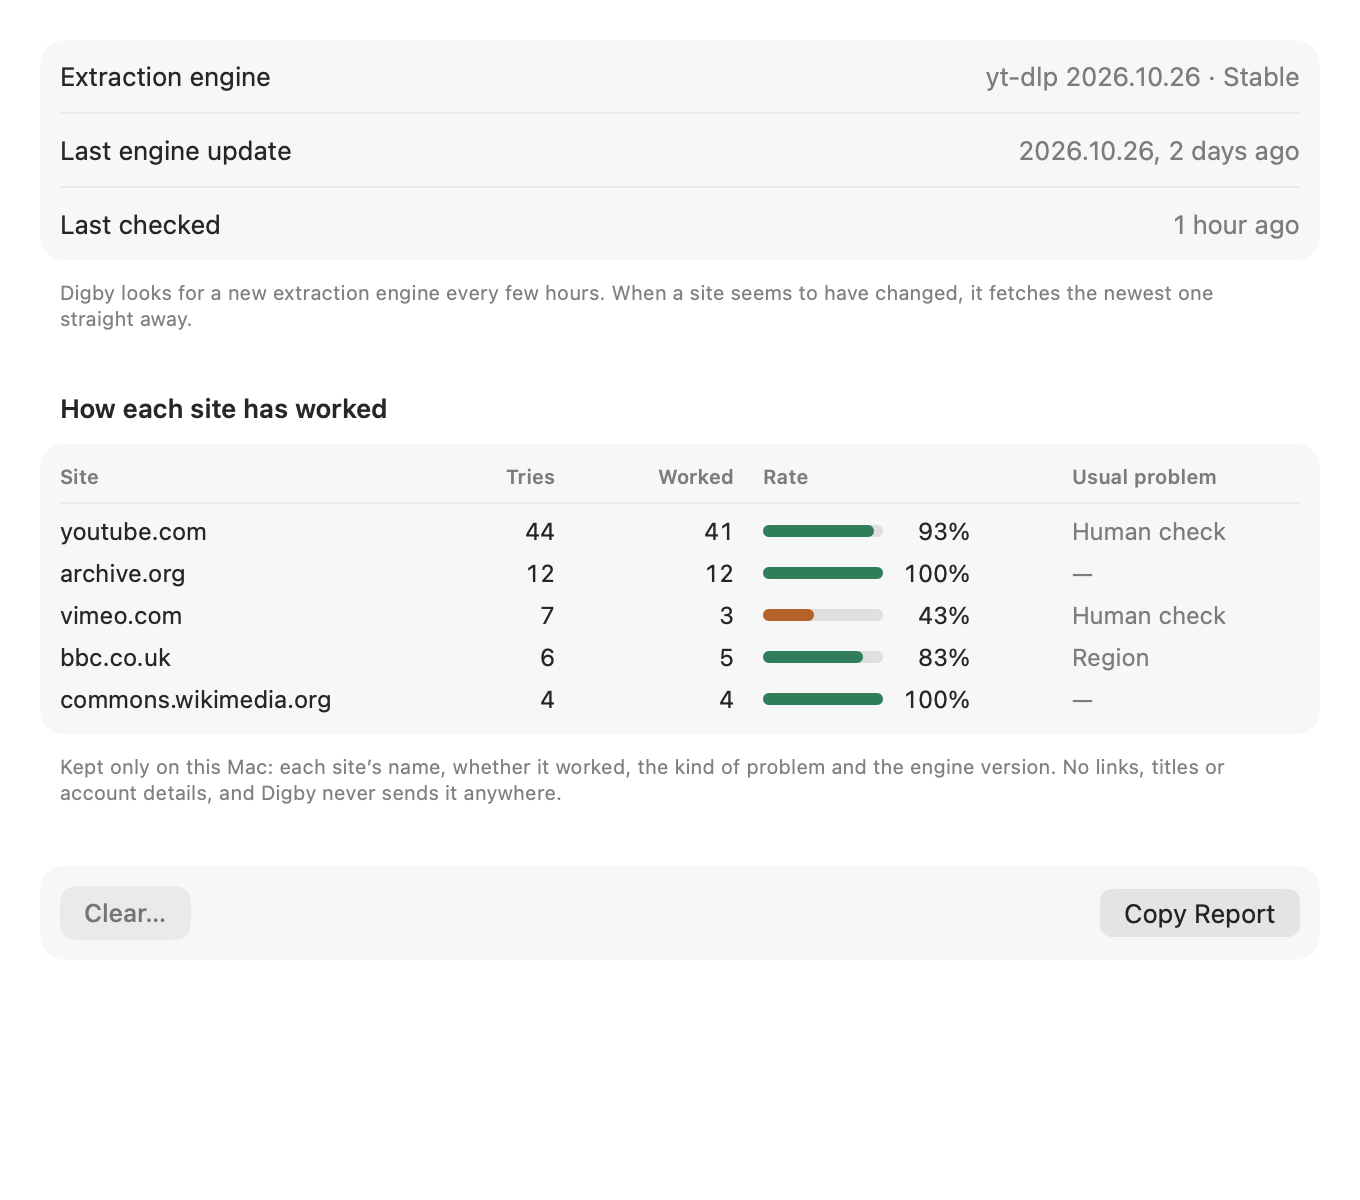 Extraction engine yt-dlp 2026.10.26 · Stable
Last engine update 2026.10.26, 2 days ago
Last checked 1 hour ago
Digby looks for a new extraction engine every few hours. When a site seems to have changed, it fetches the newest one
straight away.
How each site has worked
Site Tries Worked Rate Usual problem
youtube.com 44 41 93% Human check
archive.org 12 12 100% —
vimeo.com 7 3 43% Human check
bbc.co.uk 6 5 83% Region
commons.wikimedia.org 4 4 100% —
Kept only on this Mac: each site’s name, whether it worked, the kind of problem and the engine version. No links, titles or
account details, and Digby never sends it anywhere.
Clear... Copy Report